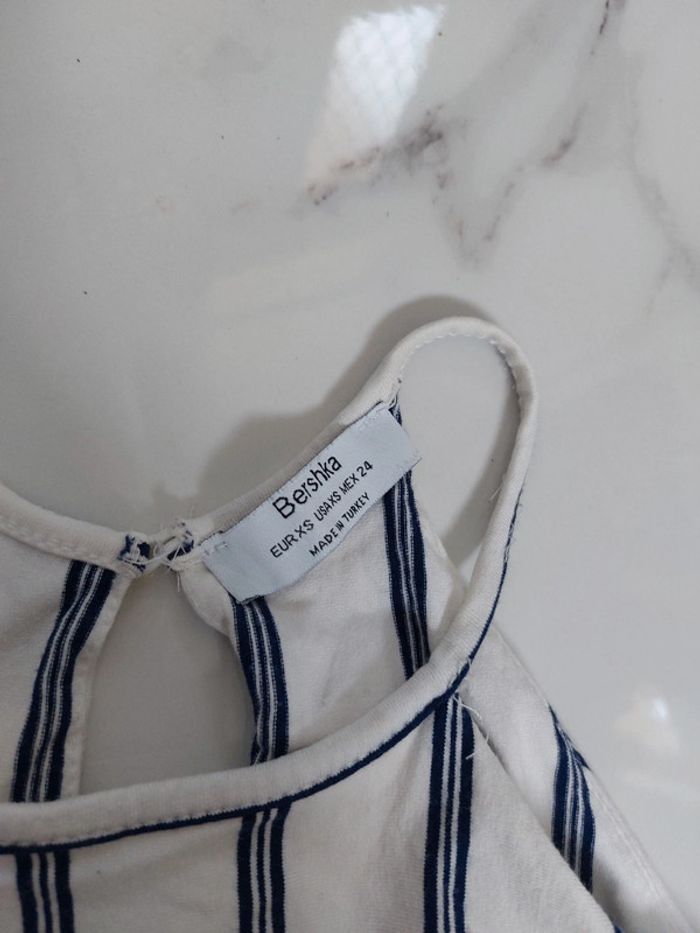 Bershka
EUR XS USA XS MEX 24
MADE IN TURKEY